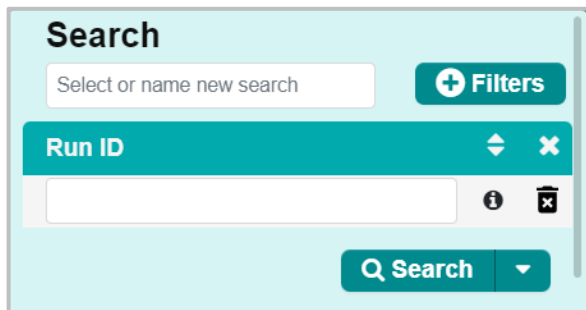 Search
Select or name new search
Filters
Run ID
Search